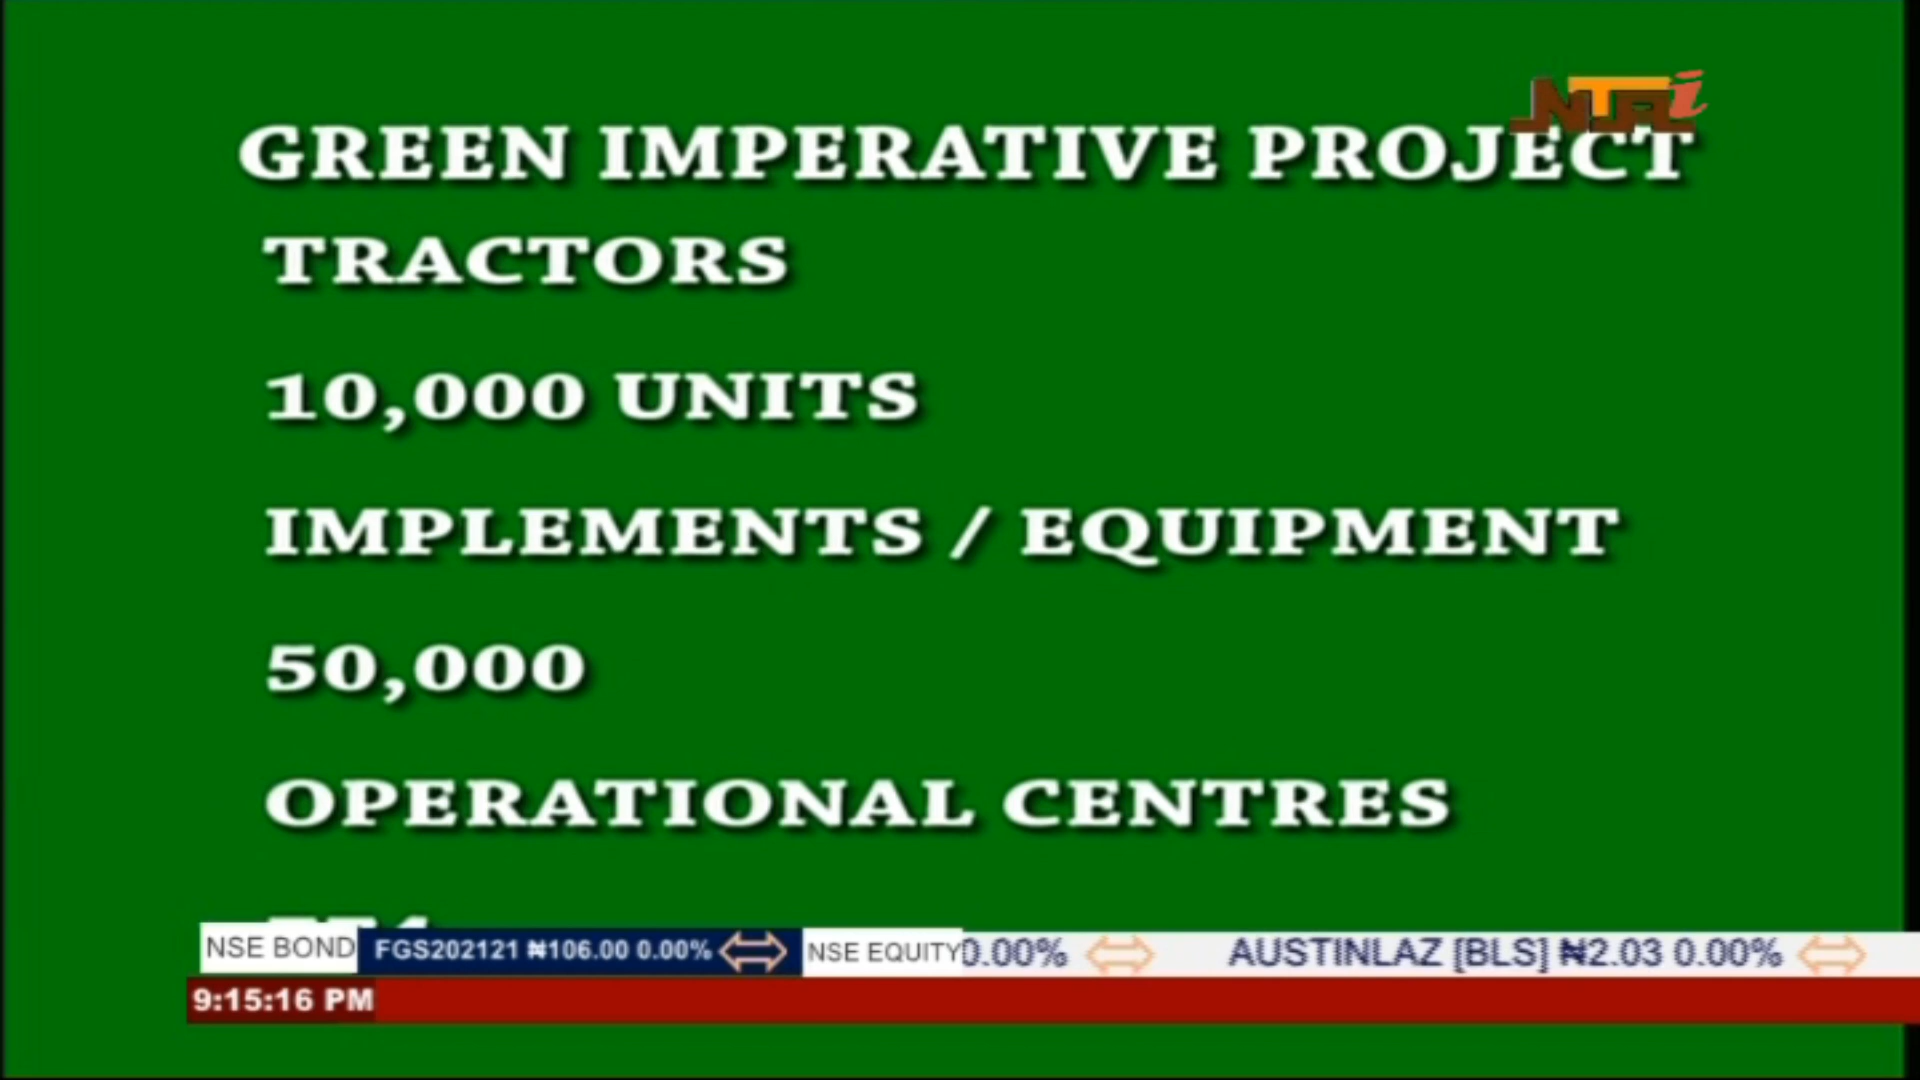 NTAi
GREEN IMPERATIVE PROJECT
TRACTORS
10,000 UNITS
IMPLEMENTS / EQUIPMENT
50,000
OPERATIONAL CENTRES
NSE BOND FGS202121 ₦106.00 0.00% NSE EQUITY 0.00% AUSTINLAZ [BLS] ₦2.03 0.00%
9:15:16 PM